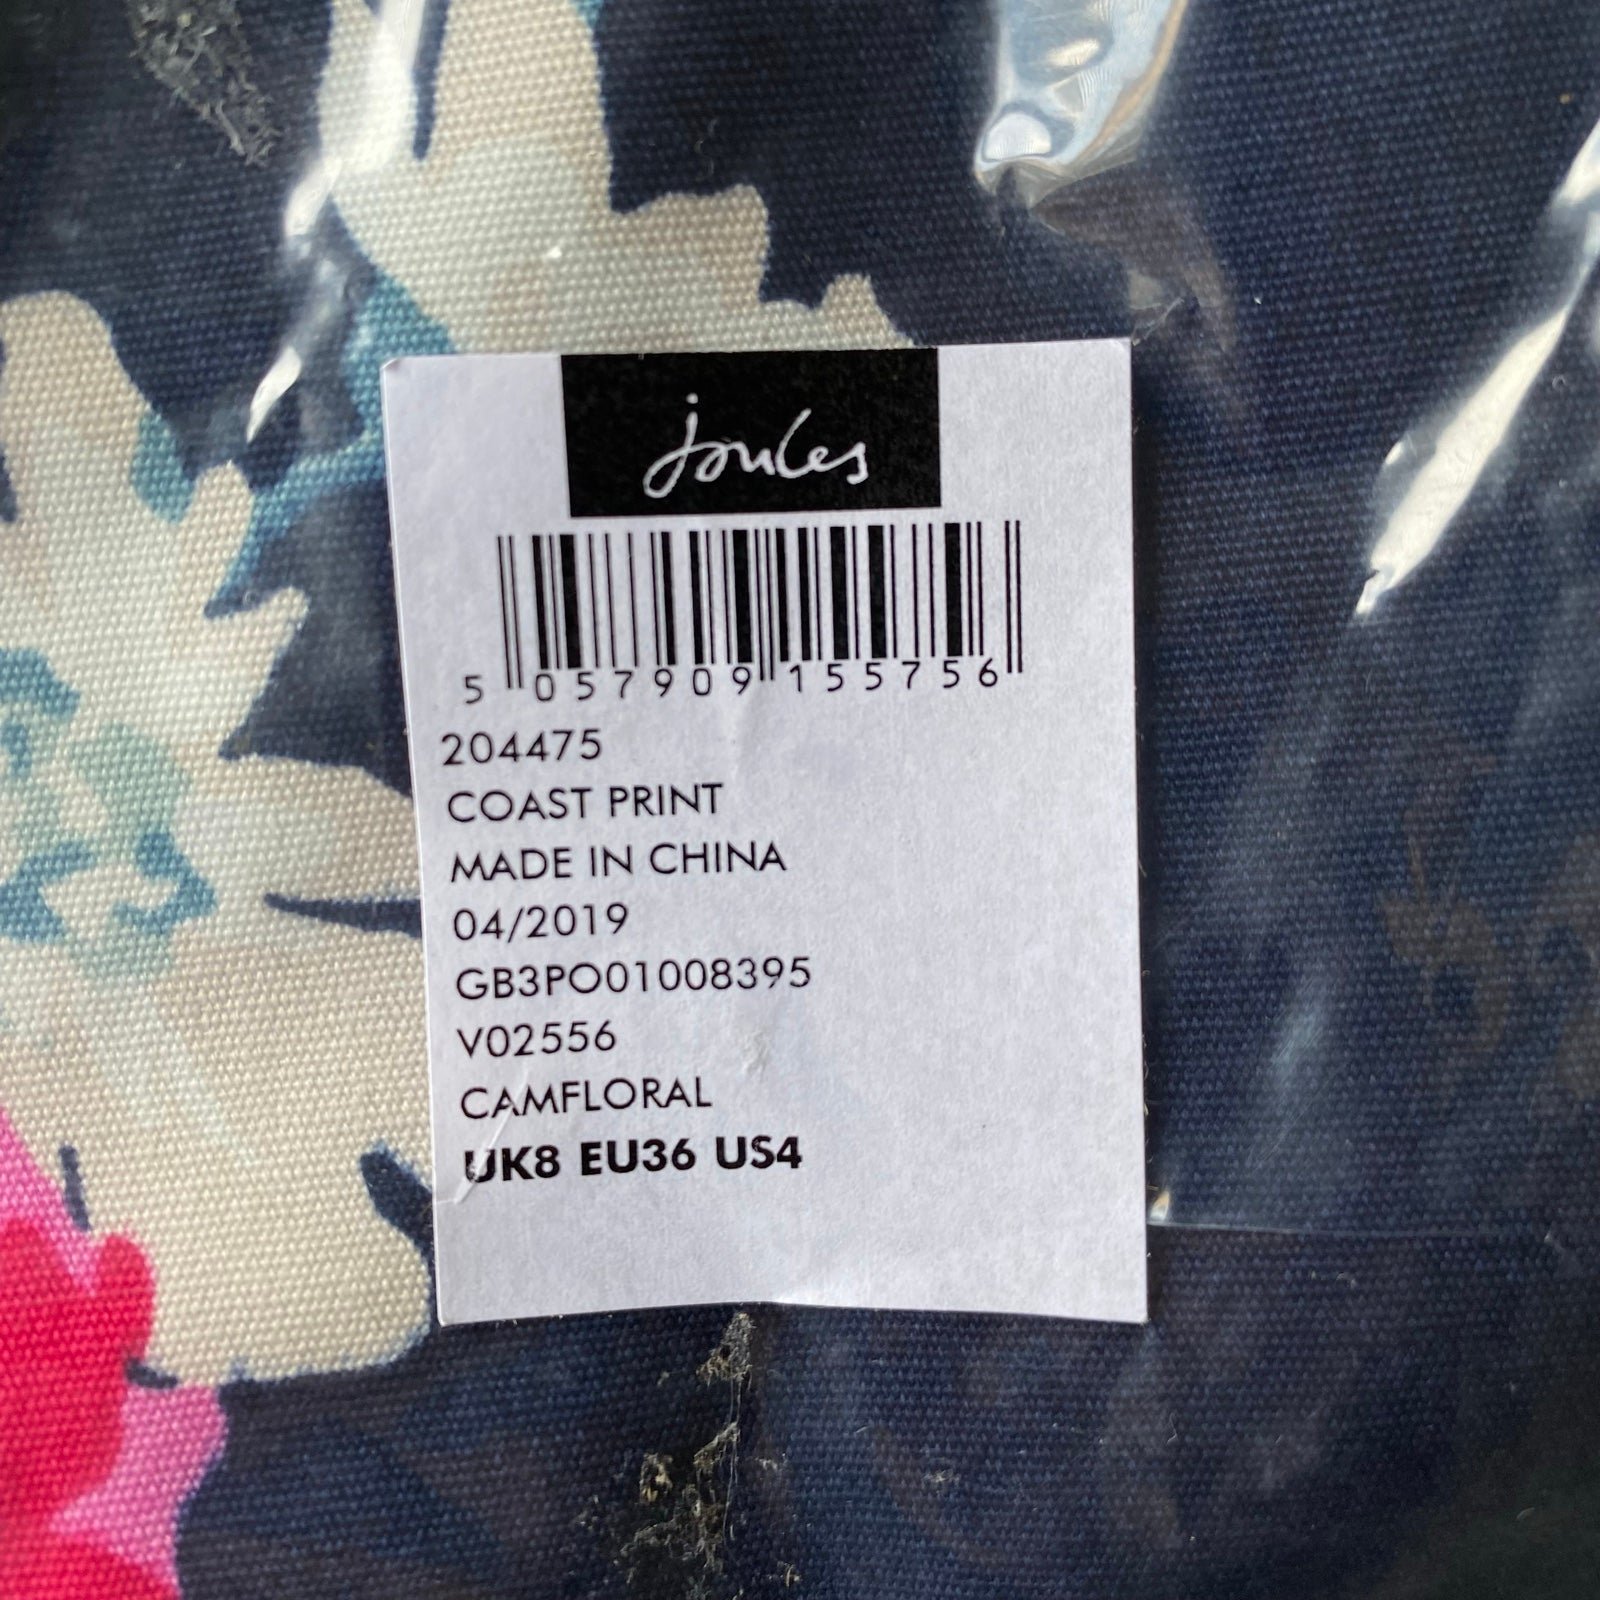 joules
5 057909 155756
204475
COAST PRINT
MADE IN CHINA
04/2019
GB3PO01008395
V02556
CAMFLORAL
UK8 EU36 US4